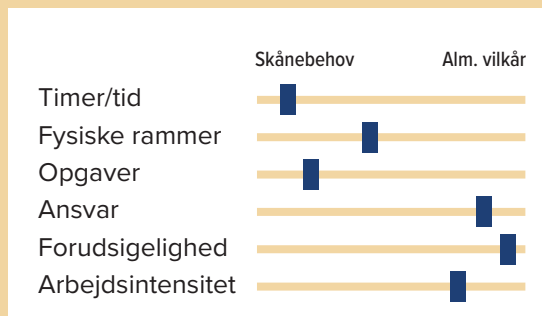 Skånebehov Alm. vilkår
Timer/tid
Fysiske rammer
Opgaver
Ansvar
Forudsigelighed
Arbejdsintensitet